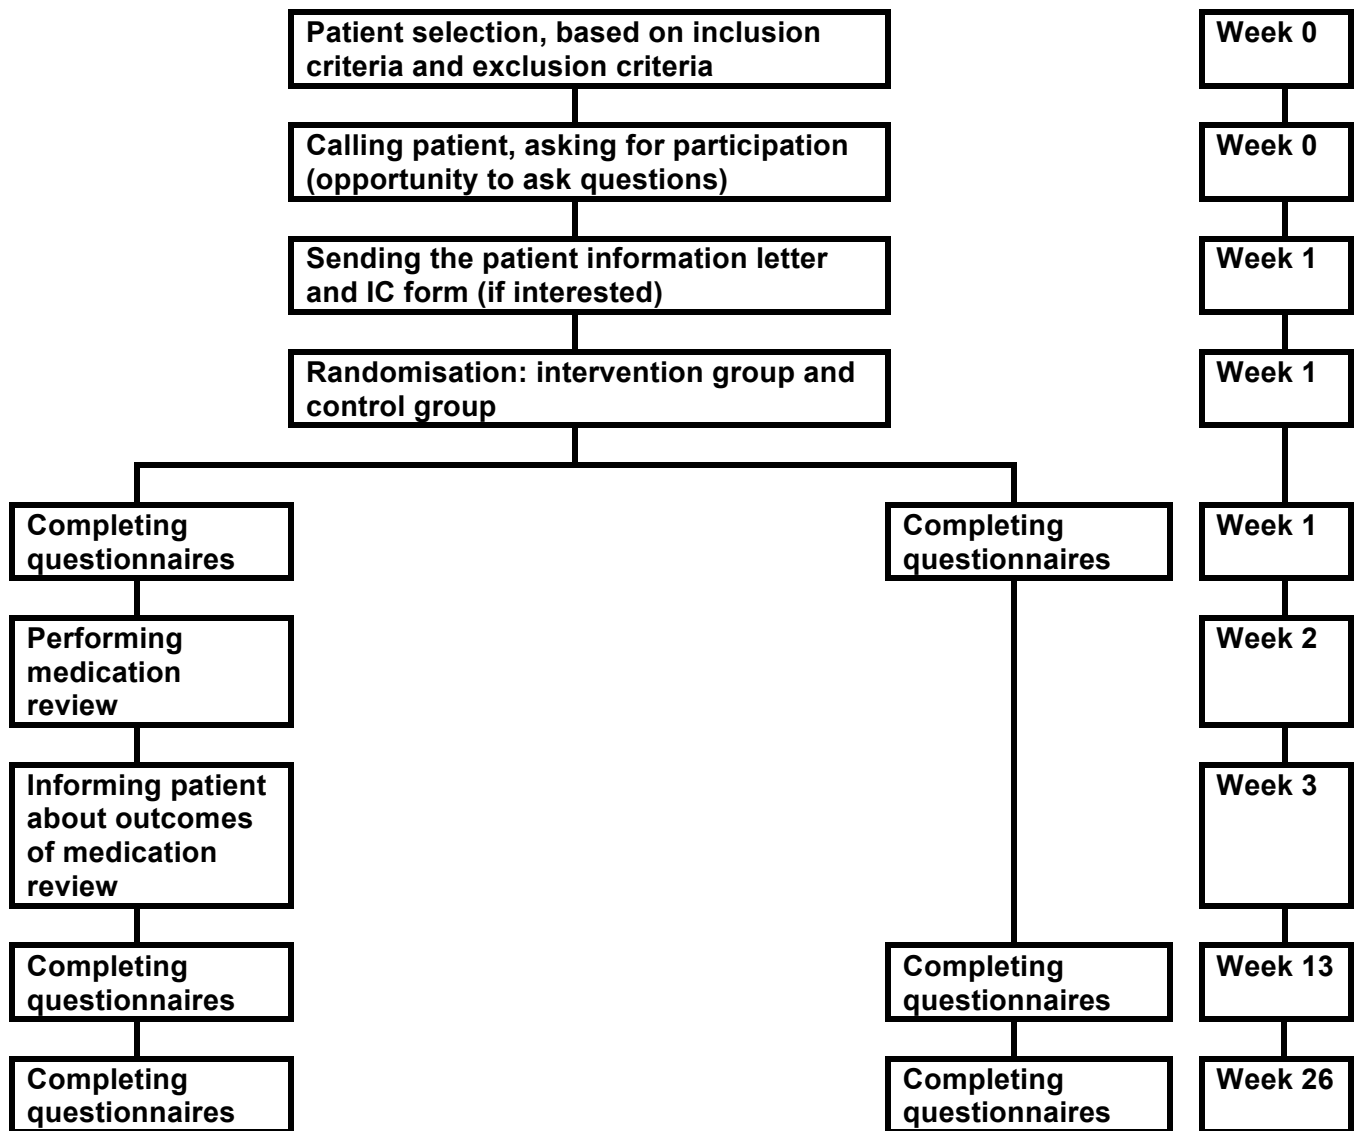 Patient selection, based on inclusion
criteria and exclusion criteria
Week 0
Calling patient, asking for participation
(opportunity to ask questions)
Week 0
Sending the patient information letter
and IC form (if interested)
Week 1
Randomisation: intervention group and
control group
Week 1
Completing
questionnaires
Completing
questionnaires
Week 1
Performing
medication
review
Week 2
Informing patient
about outcomes
of medication
review
Week 3
Completing
questionnaires
Completing
questionnaires
Week 13
Completing
questionnaires
Completing
questionnaires
Week 26